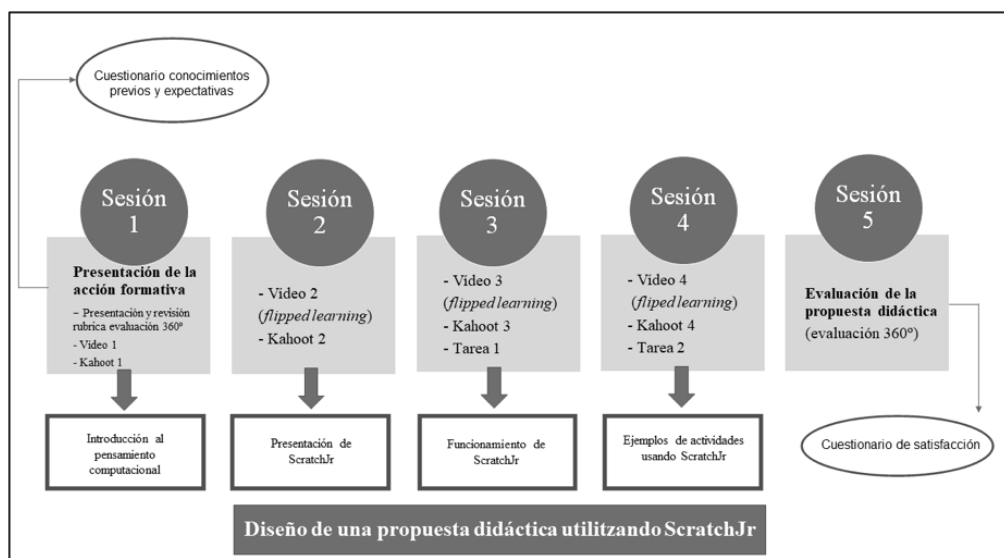 Cuestionario conocimientos
previos y expectativas
Sesión
1
Presentación de la
acción formativa
– Presentación y revisión
rubrica evaluación 360º
- Video 1
- Kahoot 1
Introducción al
pensamiento
computacional
Sesión
2
- Video 2
(flipped learning)
- Kahoot 2
Presentación de
ScratchJr
Sesión
3
- Video 3
(flipped learning)
- Kahoot 3
- Tarea 1
Funcionamiento de
ScratchJr
Sesión
4
- Video 4
(fliped learning)
- Kahoot 4
- Tarea 2
Ejemplos de actividades
usando ScratchJr
Sesión
5
Evaluación de la
propuesta didáctica
(evaluación 360º)
Cuestionario de satisfacción
Diseño de una propuesta didáctica utilitzando ScratchJr